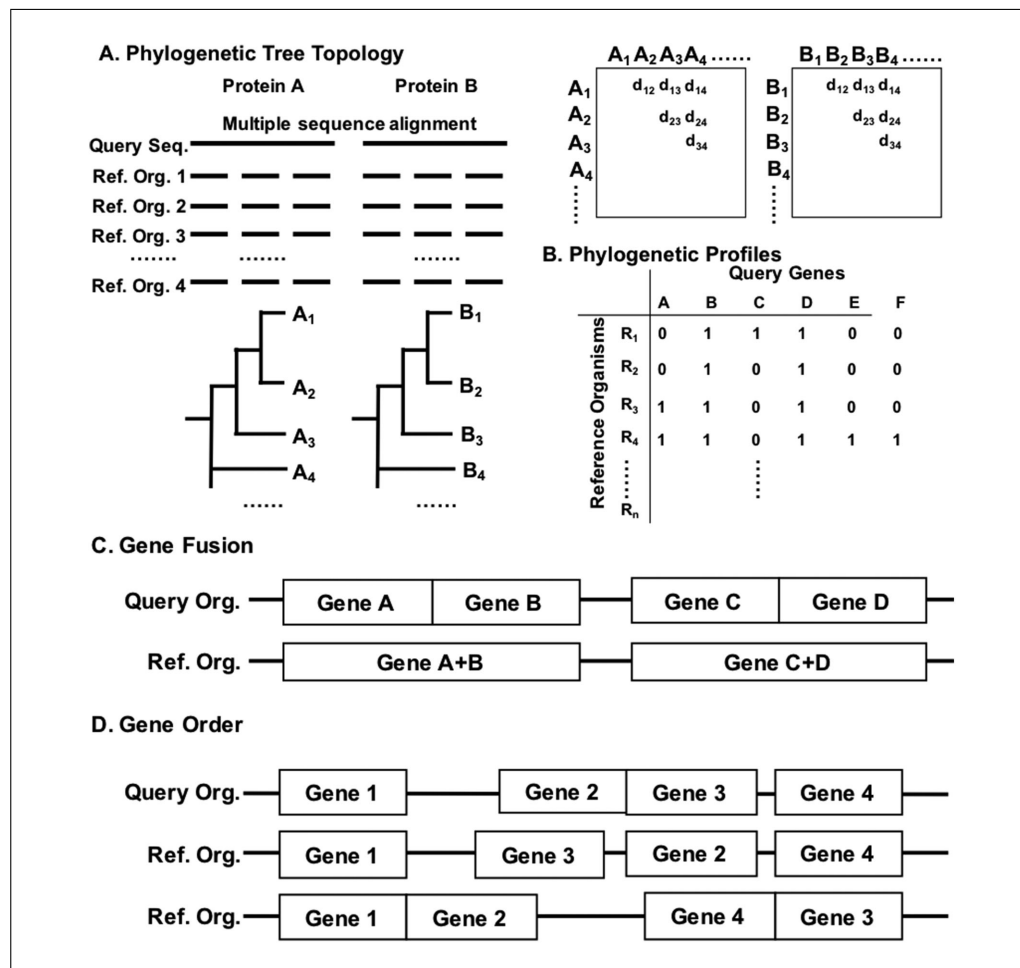 A. Phylogenetic Tree Topology
Protein A Protein B
Multiple sequence alignment
Query Seq.
Ref. Org. 1
Ref. Org. 2
Ref. Org. 3
....... ....... .......
Ref. Org. 4
A₁ B₁
A₂ B₂
A₃ B₃
A₄ B₄
...... ......
A₁ A₂ A₃ A₄ ......
A₁ d₁₂ d₁₃ d₁₄
A₂ d₂₃ d₂₄
A₃ d₃₄
A₄
......
B₁ B₂ B₃ B₄ ......
B₁ d₁₂ d₁₃ d₁₄
B₂ d₂₃ d₂₄
B₃ d₃₄
B₄
......
B. Phylogenetic Profiles
Query Genes
A B C D E F
Reference Organisms
R₁ 0 1 1 1 0 0
R₂ 0 1 0 1 0 0
R₃ 1 1 0 1 0 0
R₄ 1 1 0 1 1 1
...... ......
Rₙ
C. Gene Fusion
Query Org. Gene A Gene B Gene C Gene D
Ref. Org. Gene A+B Gene C+D
D. Gene Order
Query Org. Gene 1 Gene 2 Gene 3 Gene 4
Ref. Org. Gene 1 Gene 3 Gene 2 Gene 4
Ref. Org. Gene 1 Gene 2 Gene 4 Gene 3